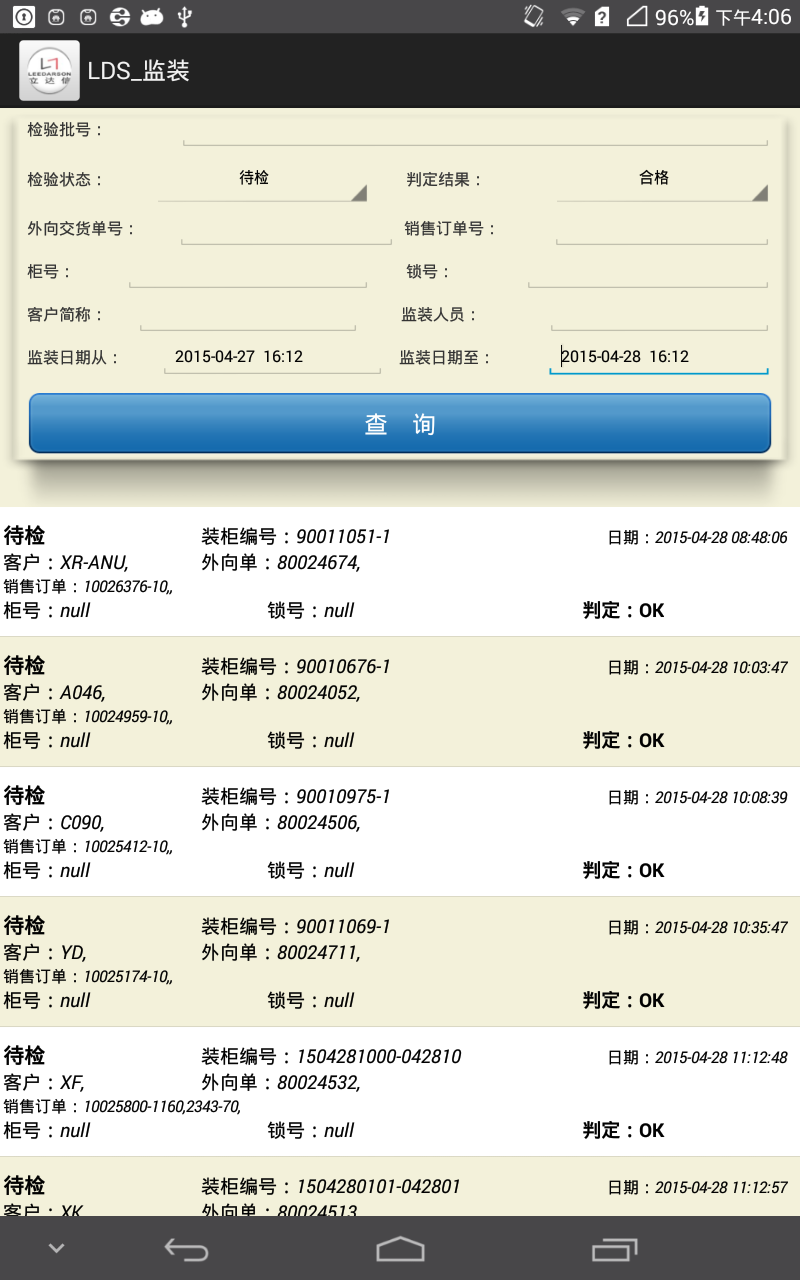 96% 下午4:06
LEEDARSON
立达信
LDS_监装
检验批号：
检验状态： 待检 判定结果： 合格
外向交货单号： 销售订单号：
柜号： 锁号：
客户简称： 监装人员：
监装日期从： 2015-04-27 16:12 监装日期至： 2015-04-28 16:12
查 询
待检 装柜编号：90011051-1 日期：2015-04-28 08:48:06
客户：XR-ANU, 外向单：80024674,
销售订单：10026376-10,,
柜号：null 锁号：null 判定：OK
待检 装柜编号：90010676-1 日期：2015-04-28 10:03:47
客户：A046, 外向单：80024052,
销售订单：10024959-10,,
柜号：null 锁号：null 判定：OK
待检 装柜编号：90010975-1 日期：2015-04-28 10:08:39
客户：C090, 外向单：80024506,
销售订单：10025412-10,,
柜号：null 锁号：null 判定：OK
待检 装柜编号：90011069-1 日期：2015-04-28 10:35:47
客户：YD, 外向单：80024711,
销售订单：10025174-10,,
柜号：null 锁号：null 判定：OK
待检 装柜编号：1504281000-042810 日期：2015-04-28 11:12:48
客户：XF, 外向单：80024532,
销售订单：10025800-1160,2343-70,
柜号：null 锁号：null 判定：OK
待检 装柜编号：1504280101-042801 日期：2015-04-28 11:12:57
客户：XK 外向单：80024513